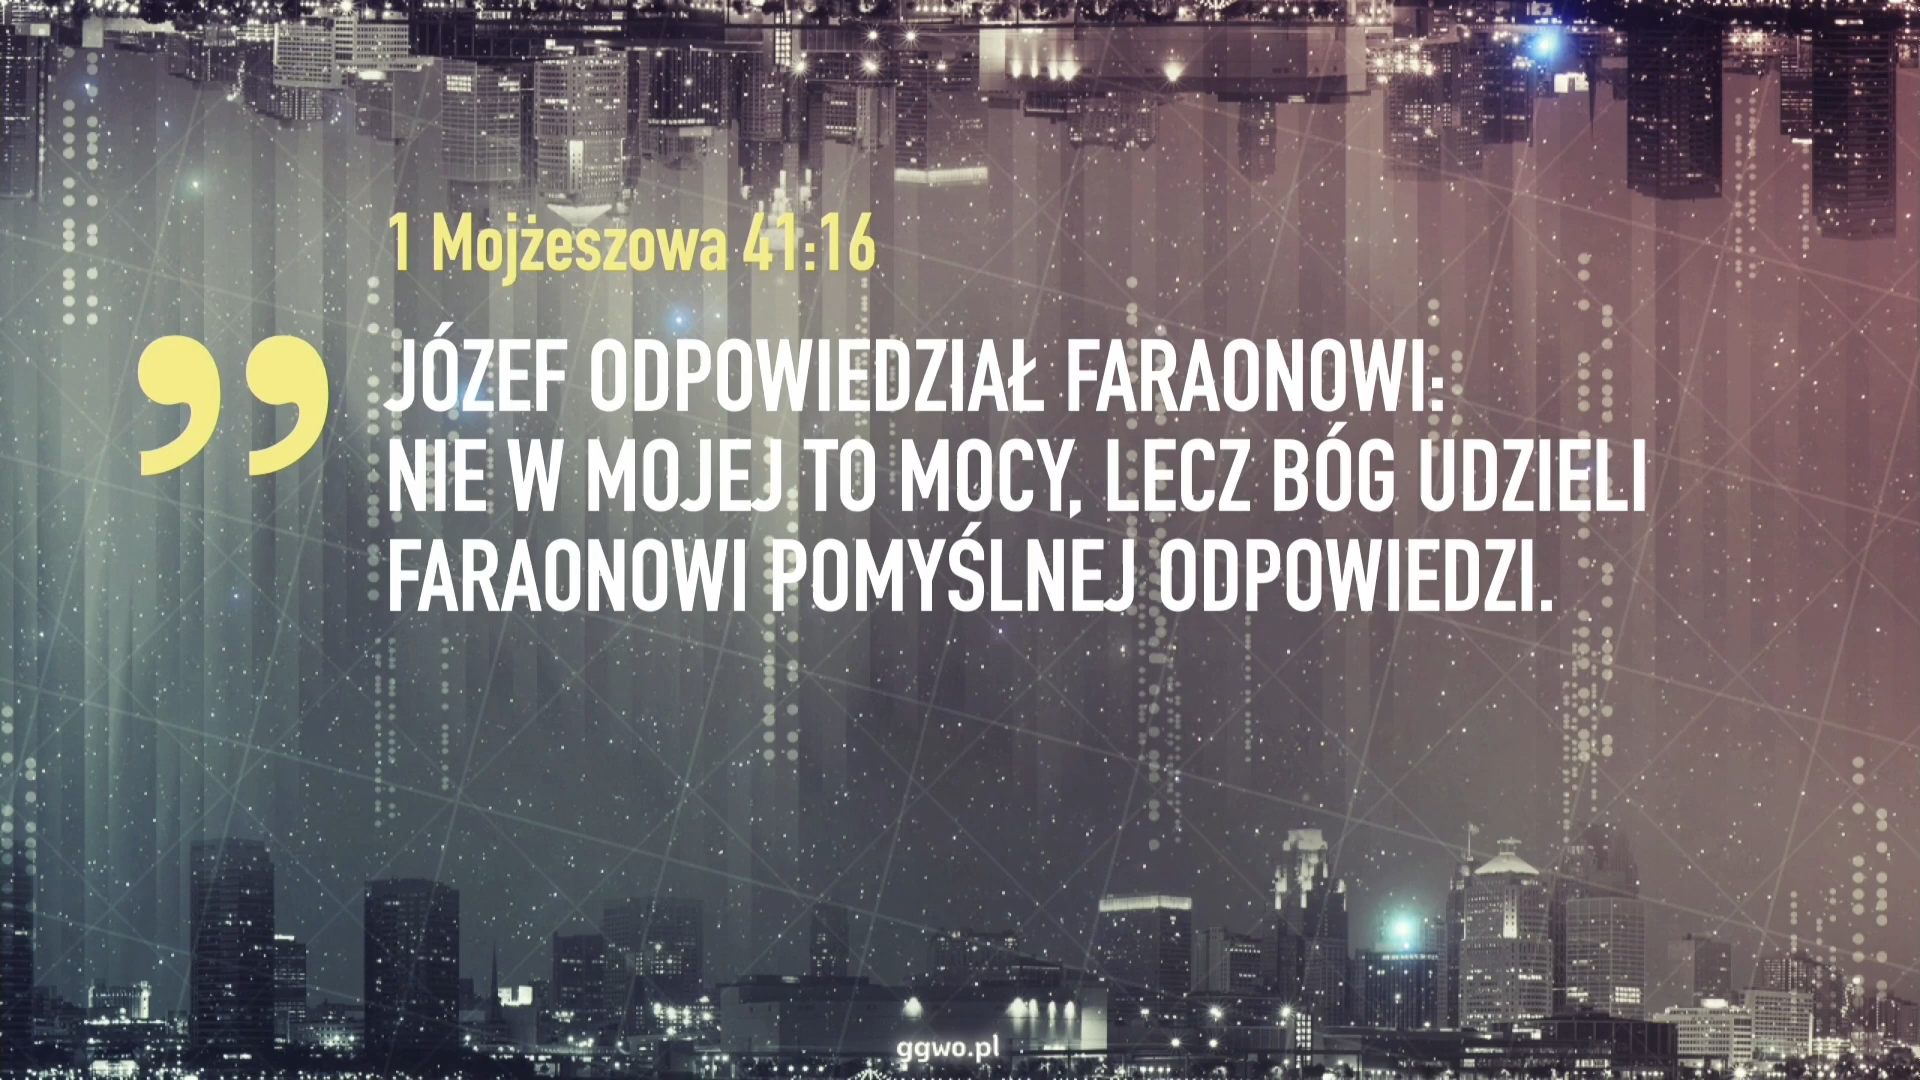 1 Mojżeszowa 41:16
” JÓZEF ODPOWIEDZIAŁ FARAONOWI:
NIE W MOJEJ TO MOCY, LECZ BÓG UDZIELI
FARAONOWI POMYŚLNEJ ODPOWIEDZI.
ggwo.pl